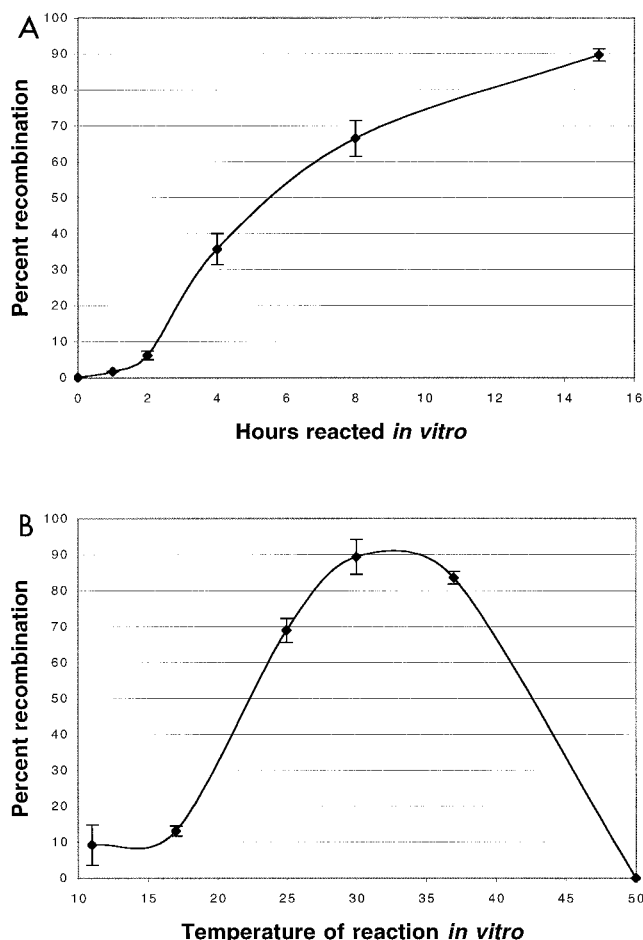 A
100
90
80
70
60
50
40
30
20
10
0
Percent recombination
0 2 4 6 8 10 12 14 16
Hours reacted in vitro
B
100
90
80
70
60
50
40
30
20
10
0
Percent recombination
10 15 20 25 30 35 40 45 50
Temperature of reaction in vitro